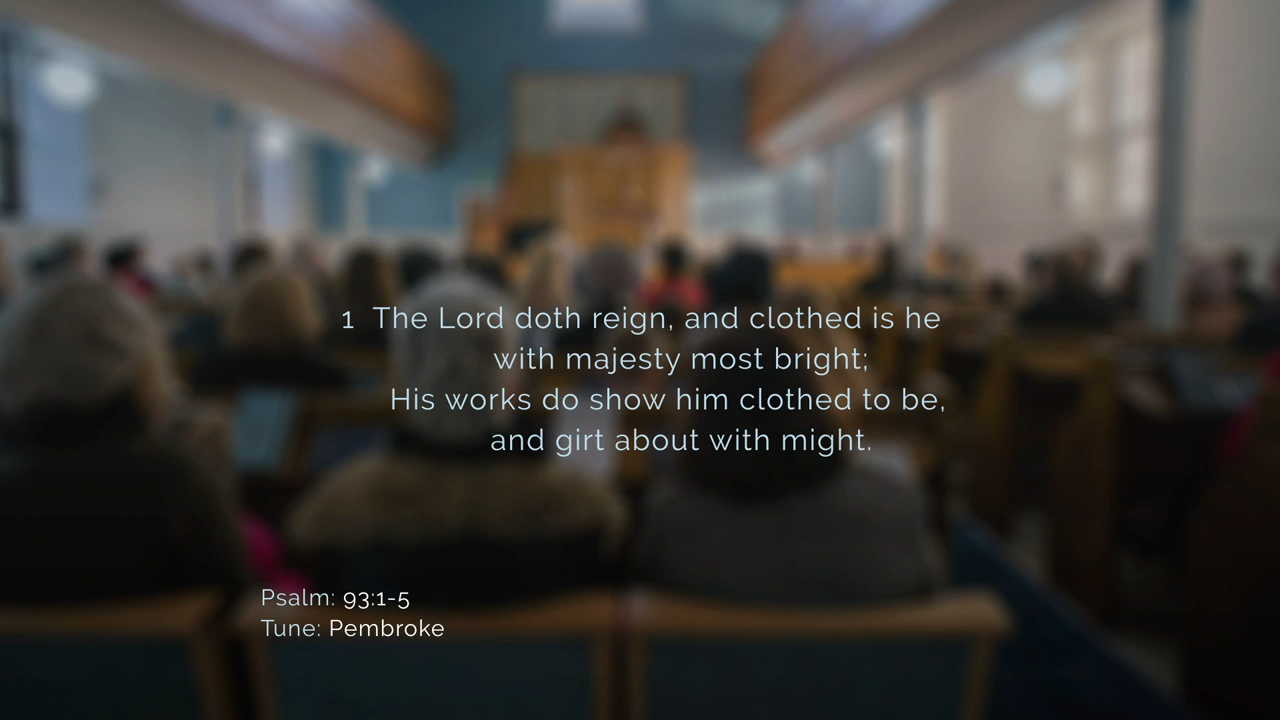 1 The Lord doth reign, and clothed is he
with majesty most bright;
His works do show him clothed to be,
and girt about with might.
Psalm: 93:1-5
Tune: Pembroke